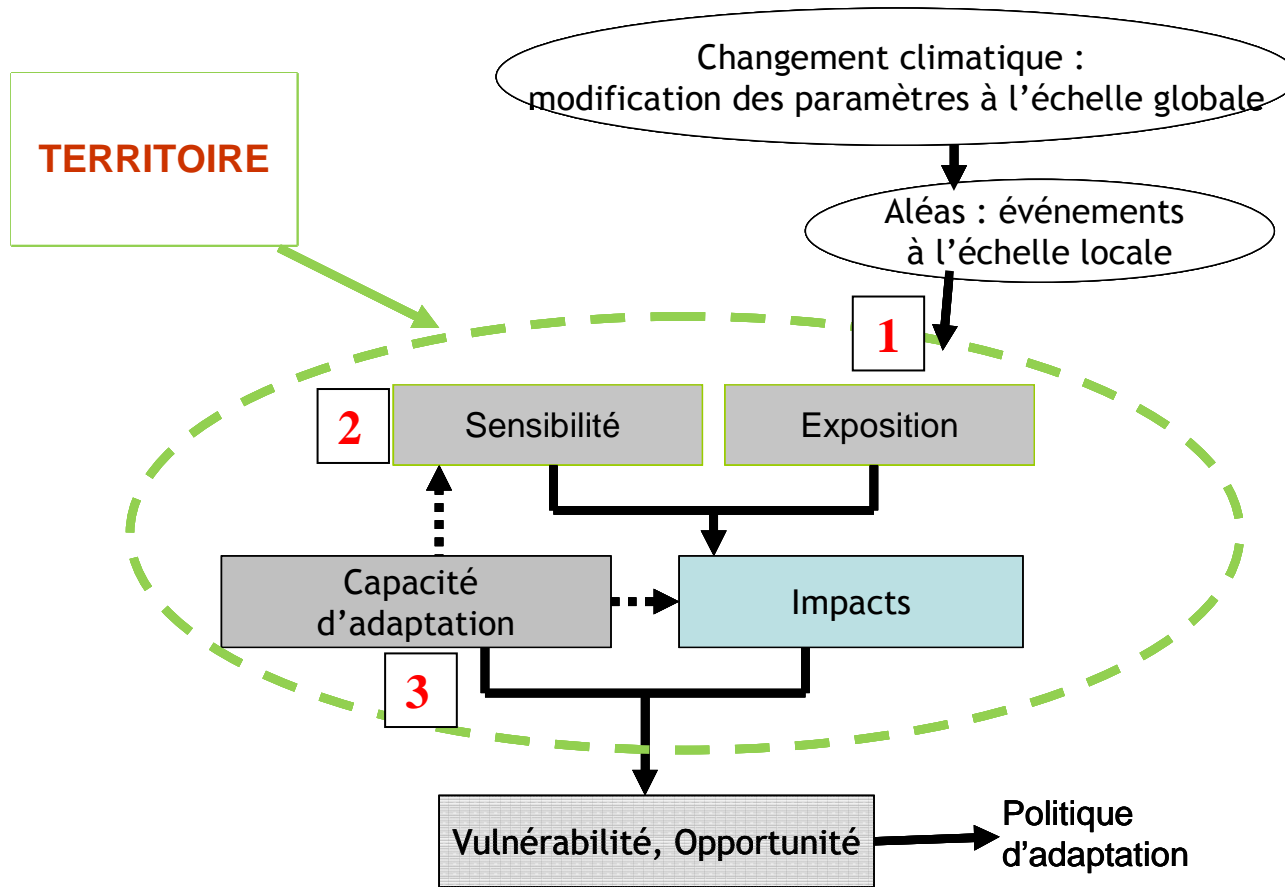 Changement climatique :
modification des paramètres à l’échelle globale
TERRITOIRE
Aléas : événements
à l’échelle locale
1
2
Sensibilité
Exposition
Capacité
d’adaptation
Impacts
3
Vulnérabilité, Opportunité
Politique
d’adaptation